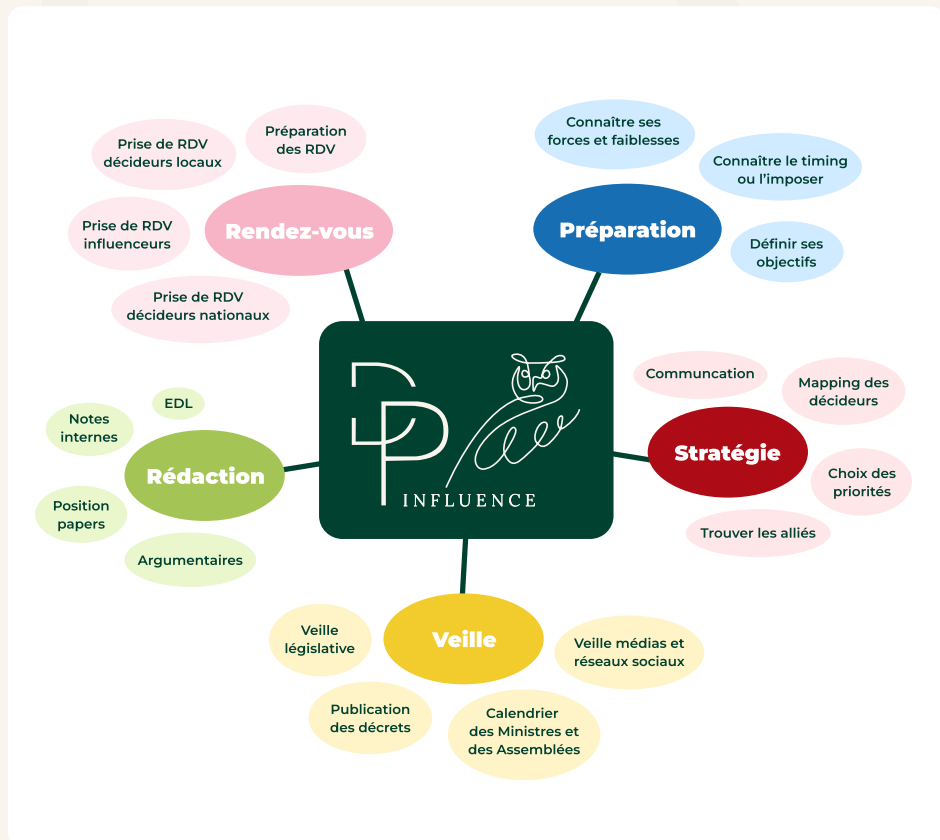 Préparation
des RDV
Prise de RDV
décideurs locaux
Rendez-vous
Prise de RDV
influenceurs
Prise de RDV
décideurs nationaux
Connaître ses
forces et faiblesses
Connaître le timing
ou l'imposer
Préparation
Définir ses
objectifs
DP
INFLUENCE
EDL
Notes
internes
Rédaction
Position
papers
Argumentaires
Communcation
Mapping des
décideurs
Stratégie
Choix des
priorités
Trouver les alliés
Veille
législative
Veille
Veille médias et
réseaux sociaux
Publication
des décrets
Calendrier
des Ministres et
des Assemblées